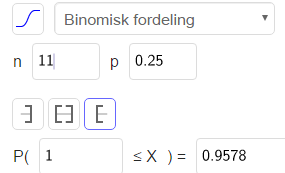 Binomisk fordeling
n 11 p 0.25
P( 1 ≤ X ) = 0.9578